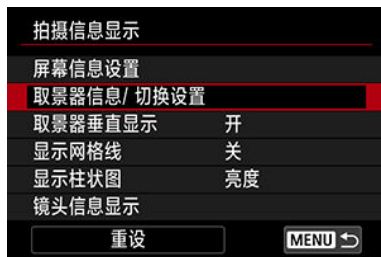 拍摄信息显示
屏幕信息设置
取景器信息/ 切换设置
取景器垂直显示 开
显示网格线 关
显示柱状图 亮度
镜头信息显示
重设 MENU